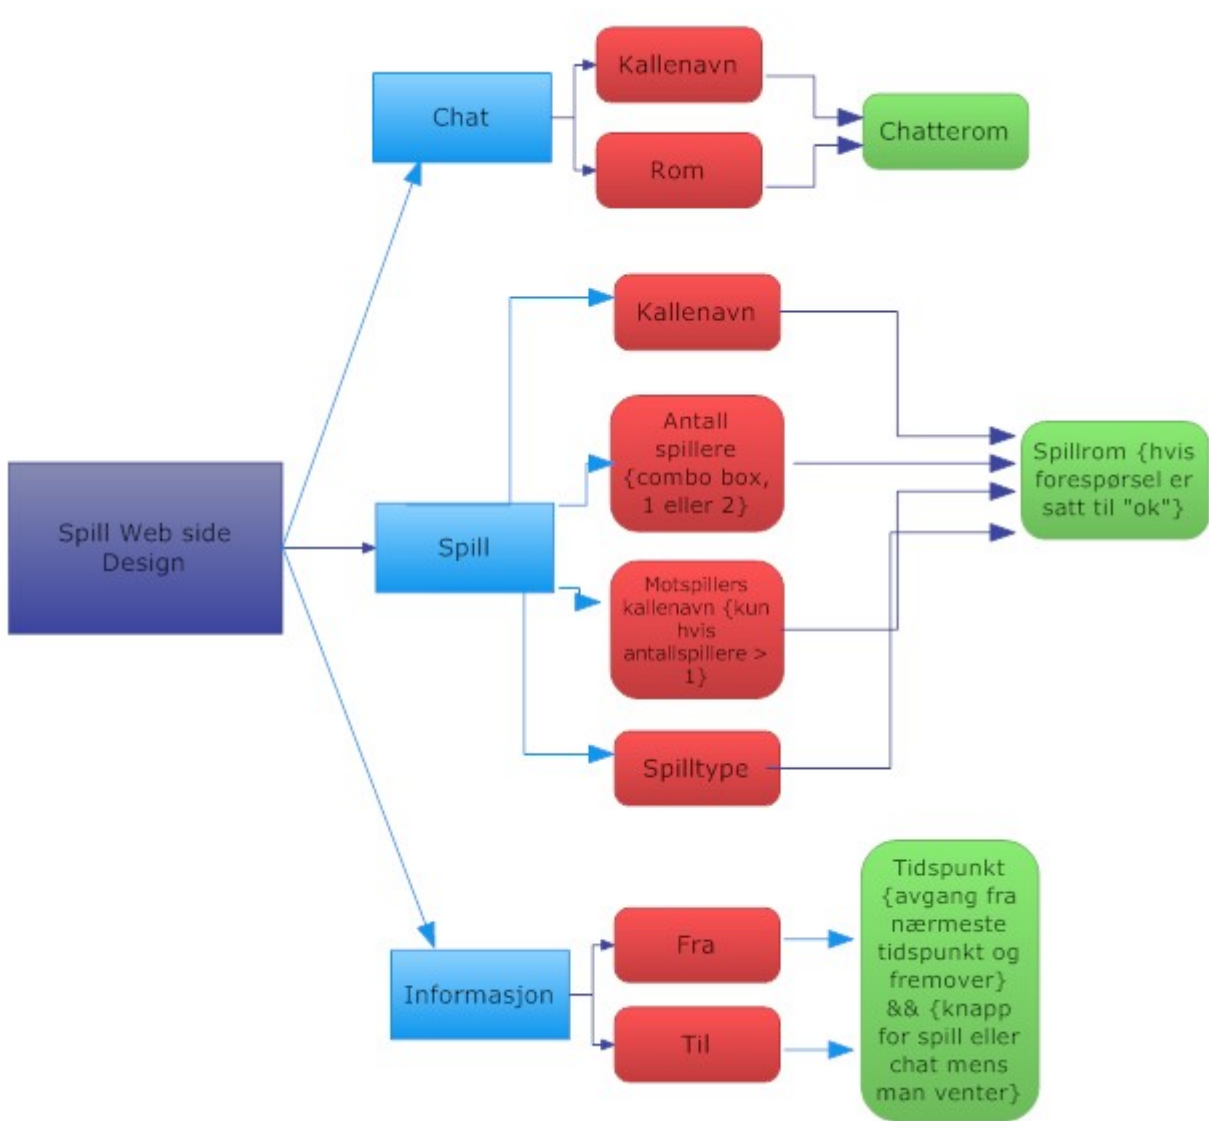 Kallenavn
Chat
Chatterom
Rom
Kallenavn
Antall
spillere
{combo box,
1 eller 2}
Spillrom {hvis
forespørsel er
satt til "ok"}
Spill Web side
Design
Spill
Motspillers
kallenavn {kun
hvis
antallspillere >
1}
Spilltype
Informasjon
Fra
Til
Tidspunkt
{avgang fra
nærmeste
tidspunkt og
fremover}
&& {knapp
for spill eller
chat mens
man venter}